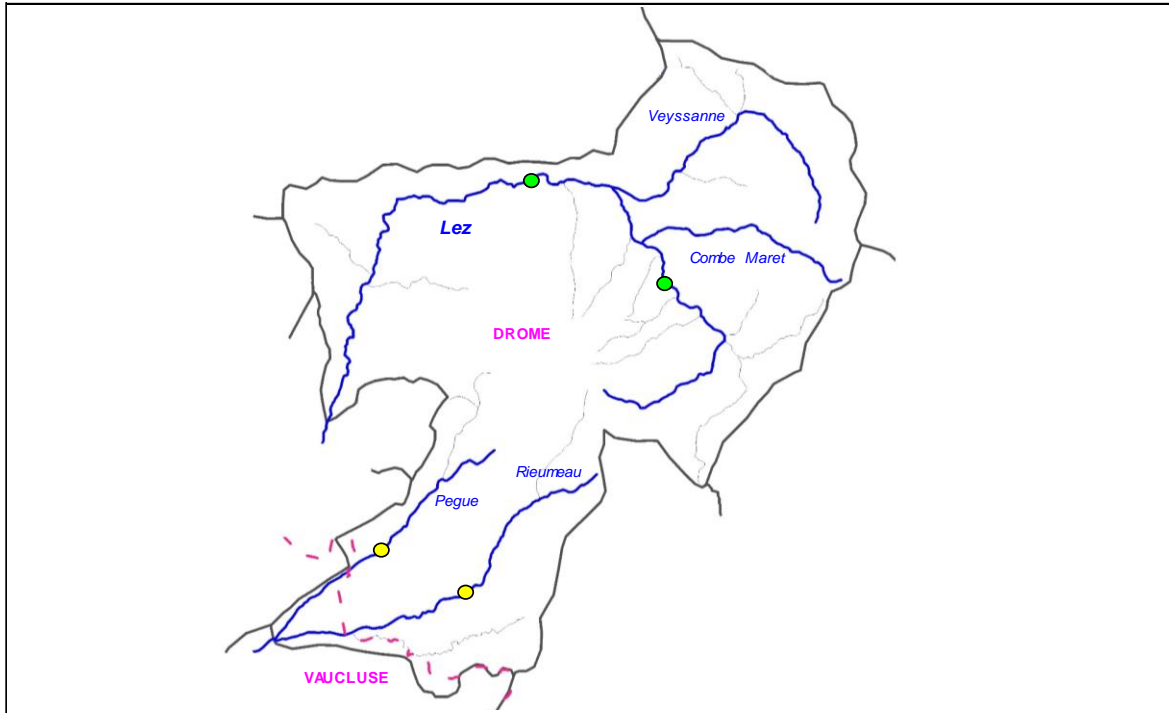 Veyssanne
Lez
Combe Maret
DROME
Rieumeau
Pegue
VAUCLUSE